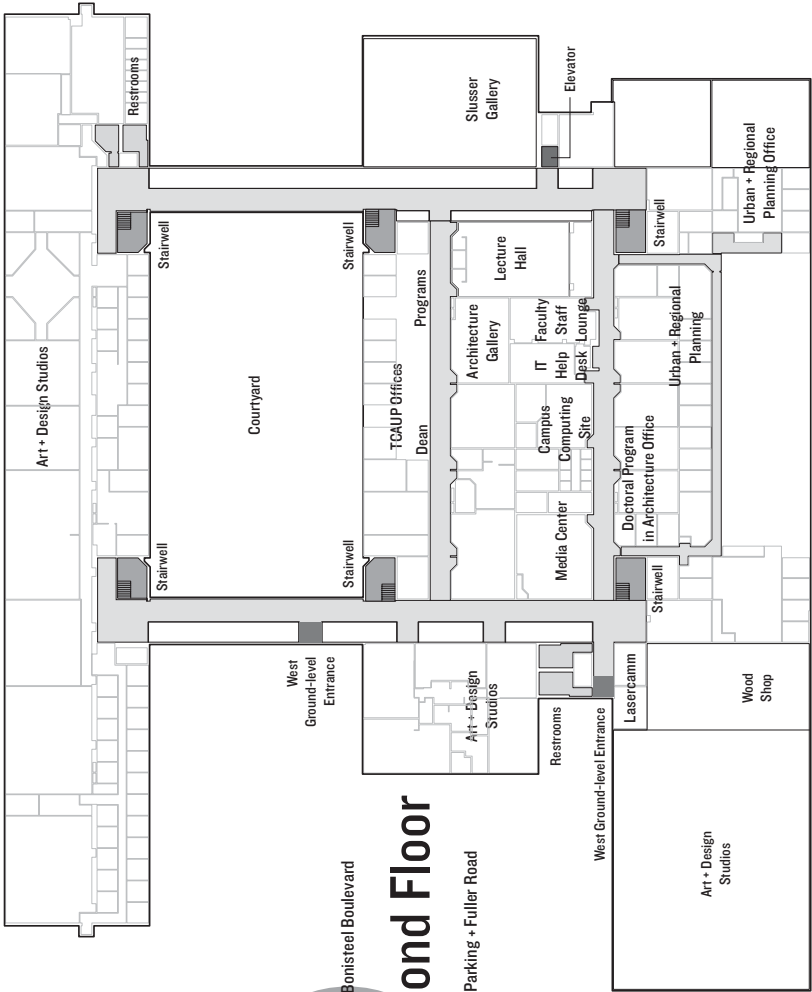 Art + Design Studios
Restrooms
Stairwell
Stairwell
Courtyard
West
Ground-level
Entrance
Bonisteel Boulevard
Stairwell
Stairwell
TCAUP Offices
Dean
Programs
ond Floor
Parking + Fuller Road
Art + Design
Studios
Architecture
Gallery
Slusser
Gallery
Lecture
Hall
Media Center
Campus
Computing
Site
IT
Help
Desk
Faculty
Staff
Lounge
Elevator
Restrooms
West Ground-level Entrance
Lasercamm
Stairwell
Stairwell
Doctoral Program
in Architecture Office
Urban + Regional
Planning
Urban + Regional
Planning Office
Art + Design
Studios
Wood
Shop